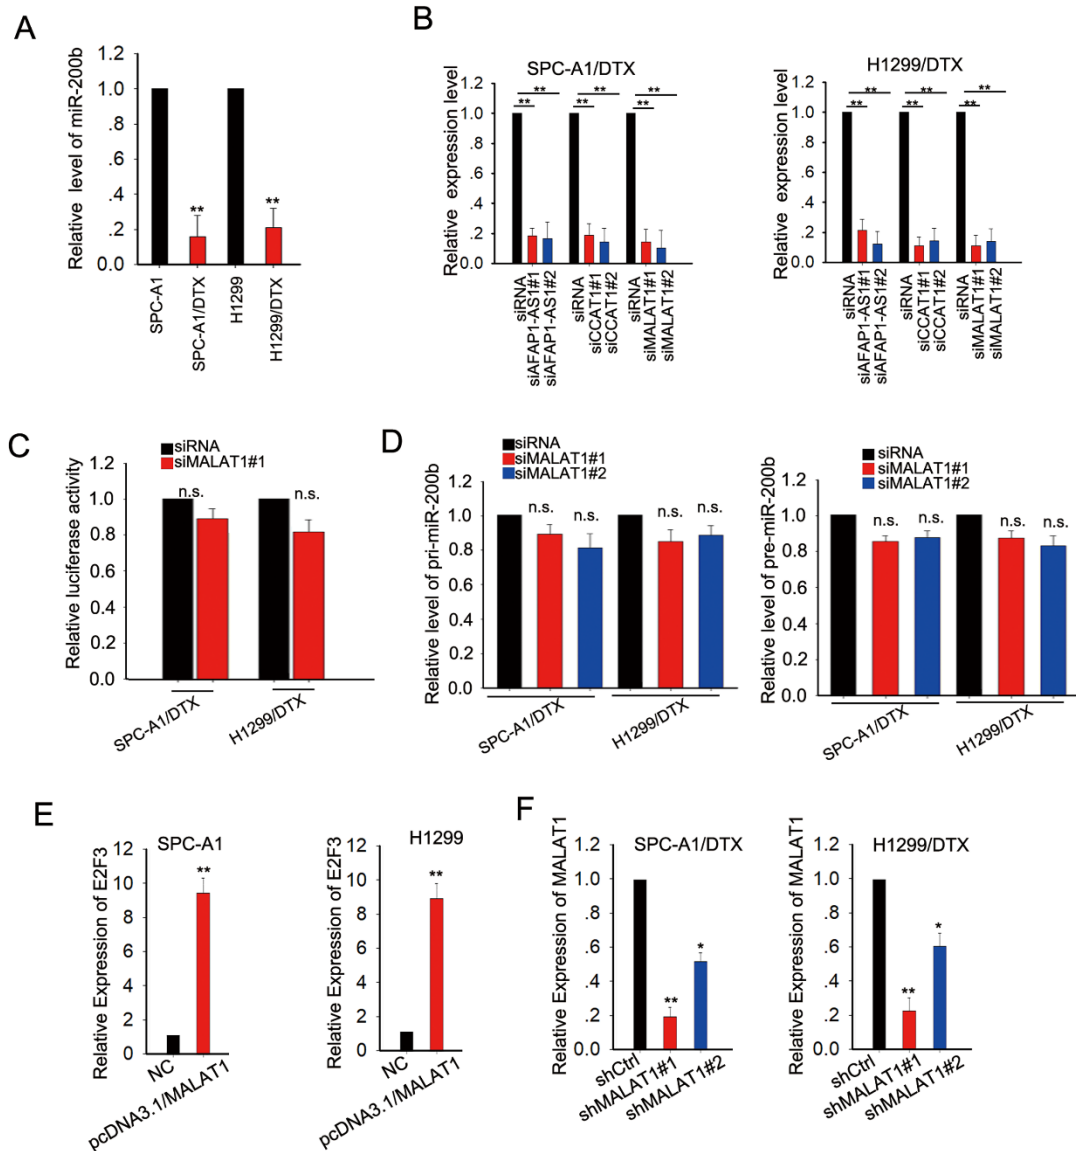 A
Relative level of miR-200b
1.2
1.0
.8
.6
.4
.2
0.0
**
**
SPC-A1
SPC-A1/DTX
H1299
H1299/DTX
B
SPC-A1/DTX
Relative expression level
1.2
1
.8
.6
.4
.2
0.0
**
**
**
**
**
**
siRNA
siAFAP1-AS1#1
siAFAP1-AS1#2
siRNA
siCCAT1#1
siCCAT1#2
siRNA
siMALAT1#1
siMALAT1#2
H1299/DTX
Relative expression level
1.2
1
.8
.6
.4
.2
0.0
**
**
**
**
**
**
siRNA
siAFAP1-AS1#1
siAFAP1-AS1#2
siRNA
siCCAT1#1
siCCAT1#2
siRNA
siMALAT1#1
siMALAT1#2
C
siRNA
siMALAT1#1
Relative luciferase activity
1.2
1.0
0.8
0.6
0.4
0.2
0.0
n.s.
n.s.
SPC-A1/DTX
H1299/DTX
D
siRNA
siMALAT1#1
siMALAT1#2
Relative level of pri-miR-200b
1.2
1.0
0.8
0.6
0.4
0.2
0.0
n.s.
n.s.
n.s.
n.s.
SPC-A1/DTX
H1299/DTX
siRNA
siMALAT1#1
siMALAT1#2
Relative level of pre-miR-200b
1.2
1.0
0.8
0.6
0.4
0.2
0.0
n.s.
n.s.
n.s.
n.s.
SPC-A1/DTX
H1299/DTX
E
SPC-A1
Relative Expression of E2F3
12
10
8
6
4
2
0
**
NC
pcDNA3.1/MALAT1
H1299
Relative Expression of E2F3
12
10
8
6
4
2
0
**
NC
pcDNA3.1/MALAT1
F
SPC-A1/DTX
Relative Expression of MALAT1
1.2
1.0
.8
.6
.4
.2
0.0
**
*
shCtrl
shMALAT1#1
shMALAT1#2
H1299/DTX
Relative Expression of MALAT1
1.2
1.0
.8
.6
.4
.2
0.0
**
*
shCtrl
shMALAT1#1
shMALAT1#2